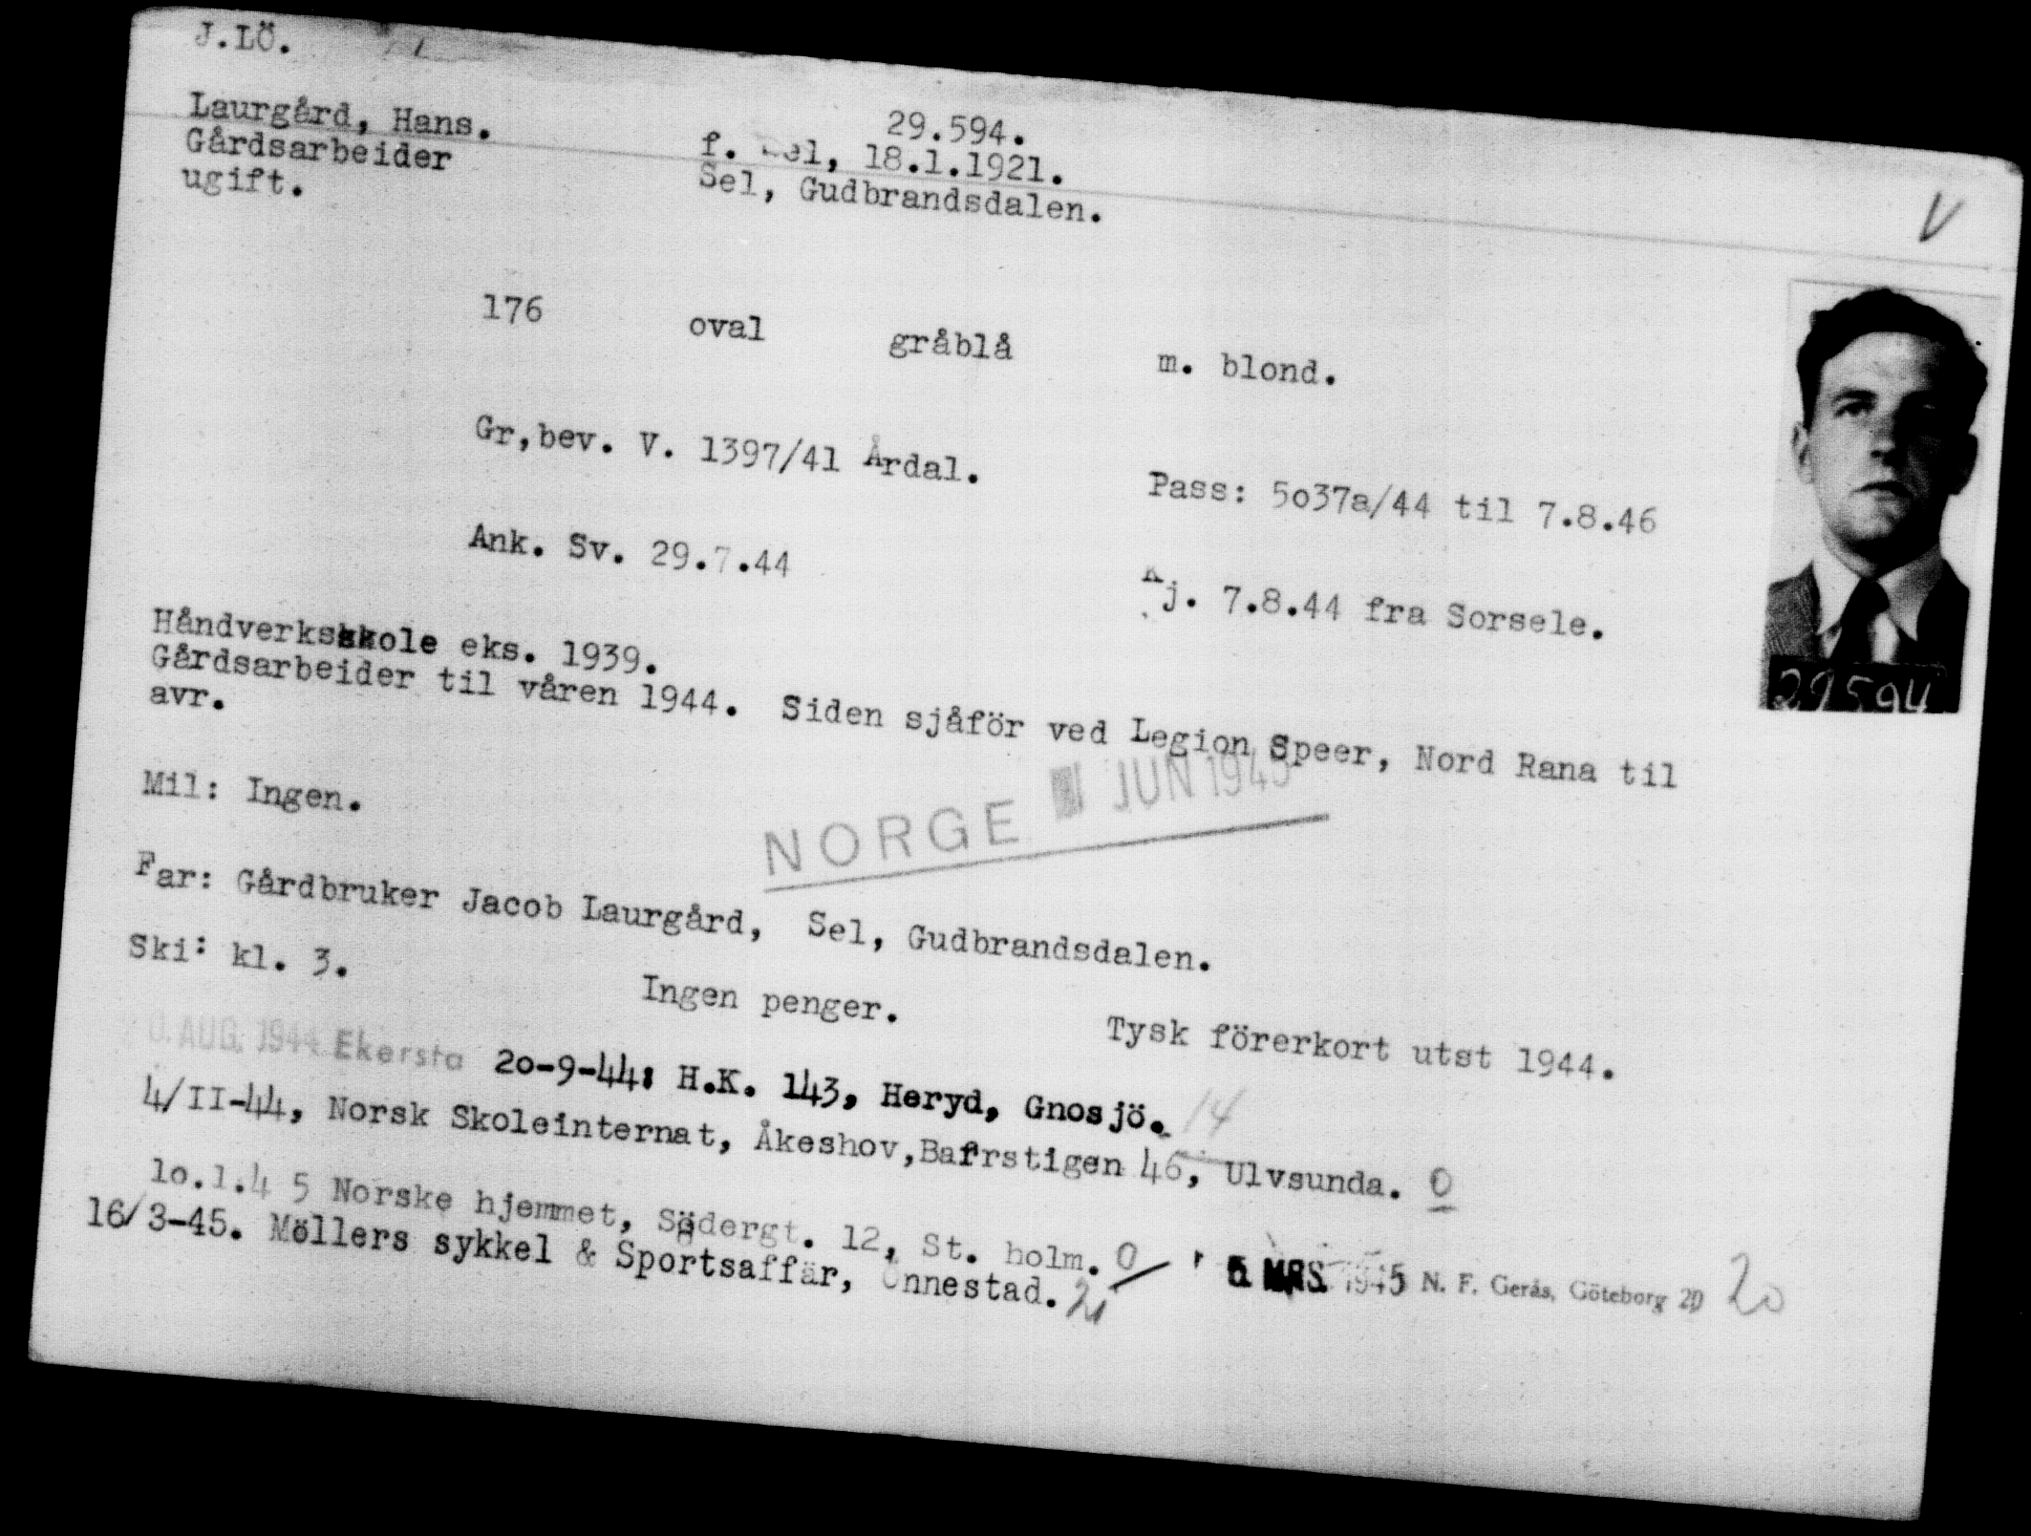 J.LÖ.
29.594.
Laurgård, Hans.
f. Sel, 18.1.1921.
Gårdsarbeider
Sel, Gudbrandsdalen.
ugift.
V
176 oval gråblå m. blond.
Gr,bev. V. 1397/41 Årdal.
Pass: 5o37a/44 til 7.8.46
Ank. Sv. 29.7.44
Kj. 7.8.44 fra Sorsele.
29594
Håndverksskole eks. 1939.
Gårdsarbeider til våren 1944. Siden sjåför ved Legion Speer, Nord Rana til
avr.
JUN 1945
Mil: Ingen.
NORGE
Far: Gårdbruker Jacob Laurgård, Sel, Gudbrandsdalen.
Ski: kl. 3.
Ingen penger.
Tysk förerkort utst 1944.
AUG. 1944 Ekersta 2o-9-44: H.K. 143, Heryd, Gnosjö. 14
4/II-44, Norsk Skoleinternat, Åkeshov, Barrstigen 46, Ulvsunda. 0
lo.1.4 5 Norske hjemmet, Södergt. 12, St. holm. 0
5 MRS 1945 N. F. Gerås, Göteborg 20 20
16/3-45. Möllers sykkel & Sportsaffär, Önnestad. 21